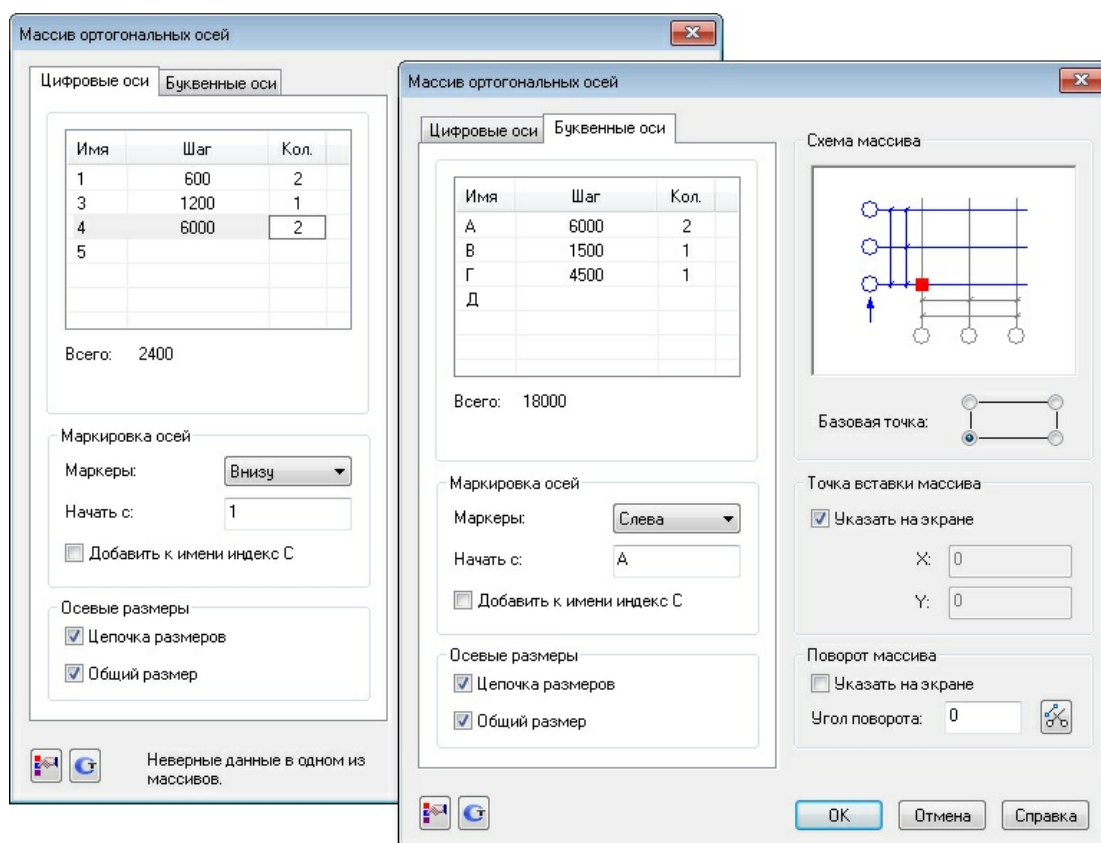 Массив ортогональных осей
Цифровые оси Буквенные оси
Имя Шаг Кол.
1 600 2
3 1200 1
4 6000 2
5
Всего: 2400
Маркировка осей
Маркеры: Внизу
Начать с: 1
Добавить к имени индекс С
Осевые размеры
Цепочка размеров
Общий размер
Неверные данные в одном из
массивов.
Массив ортогональных осей
Цифровые оси Буквенные оси
Имя Шаг Кол.
А 6000 2
В 1500 1
Г 4500 1
Д
Всего: 18000
Маркировка осей
Маркеры: Слева
Начать с: А
Добавить к имени индекс С
Осевые размеры
Цепочка размеров
Общий размер
Схема массива
Базовая точка:
Точка вставки массива
Указать на экране
X: 0
Y: 0
Поворот массива
Указать на экране
Угол поворота: 0
OK Отмена Справка